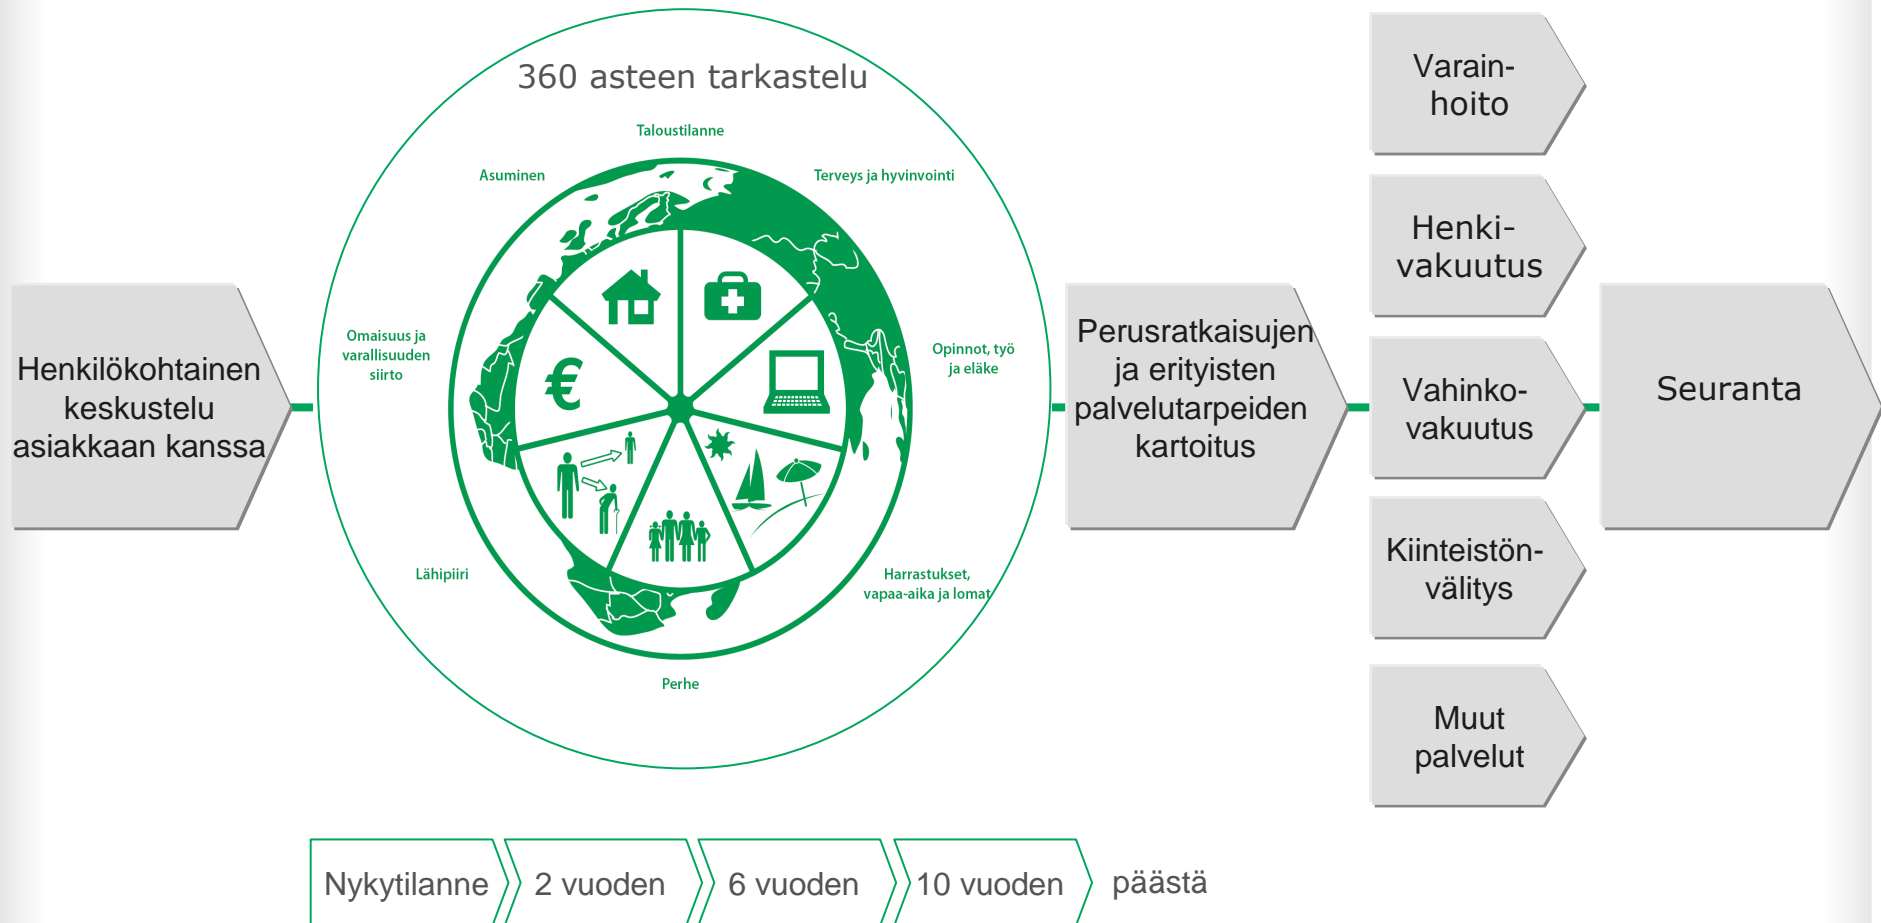 Henkilökohtainen
keskustelu
asiakkaan kanssa
360 asteen tarkastelu
Taloustilanne
Asuminen
Terveys ja hyvinvointi
Omaisuus ja
varallisuuden
siirto
Opinnot, työ
ja eläke
Lähipiiri
Harrastukset,
vapaa-aika ja lomat
Perhe
€
Perusratkaisujen
ja erityisten
palvelutarpeiden
kartoitus
Varain-
hoito
Henki-
vakuutus
Vahinko-
vakuutus
Kiinteistön-
välitys
Muut
palvelut
Seuranta
Nykytilanne
2 vuoden
6 vuoden
10 vuoden
päästä